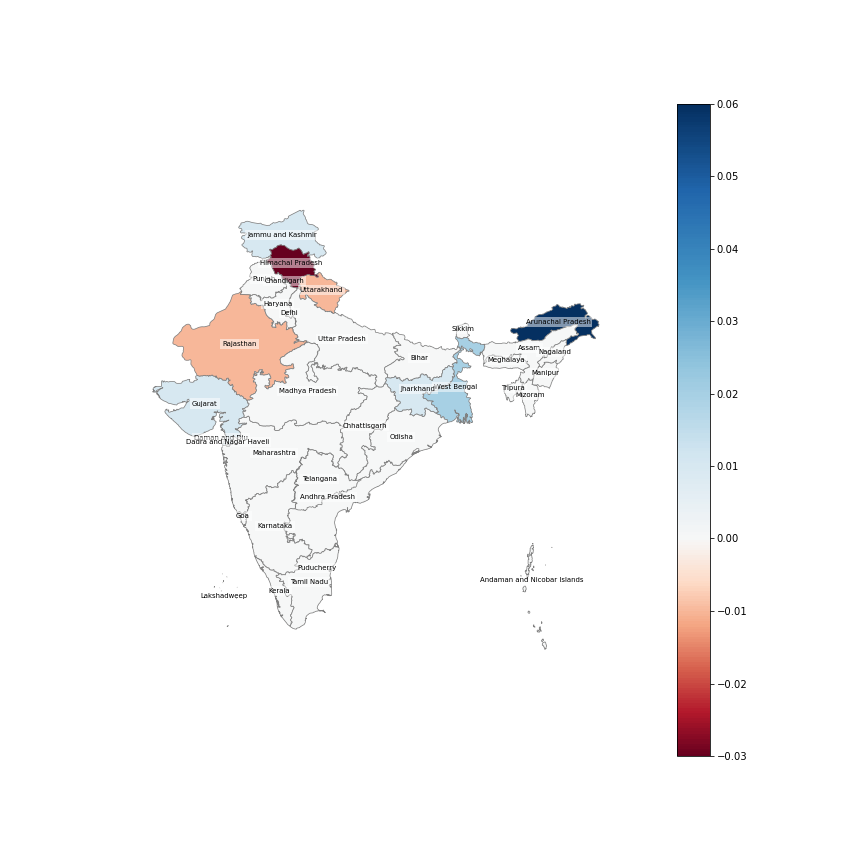 Jammu and Kashmir
Himachal Pradesh
Chandigarh
Uttarakhand
Haryana
Delhi
Rajasthan
Uttar Pradesh
Bihar
Sikkim
Arunachal Pradesh
Assam
Nagaland
Meghalaya
Manipur
Tripura
Mizoram
Gujarat
Madhya Pradesh
Jharkhand
West Bengal
Daman and Diu
Dadra and Nagar Haveli
Chhattisgarh
Odisha
Maharashtra
Telangana
Andhra Pradesh
Goa
Karnataka
Puducherry
Tamil Nadu
Kerala
Lakshadweep
Andaman and Nicobar Islands
0.06
0.05
0.04
0.03
0.02
0.01
0.00
−0.01
−0.02
−0.03